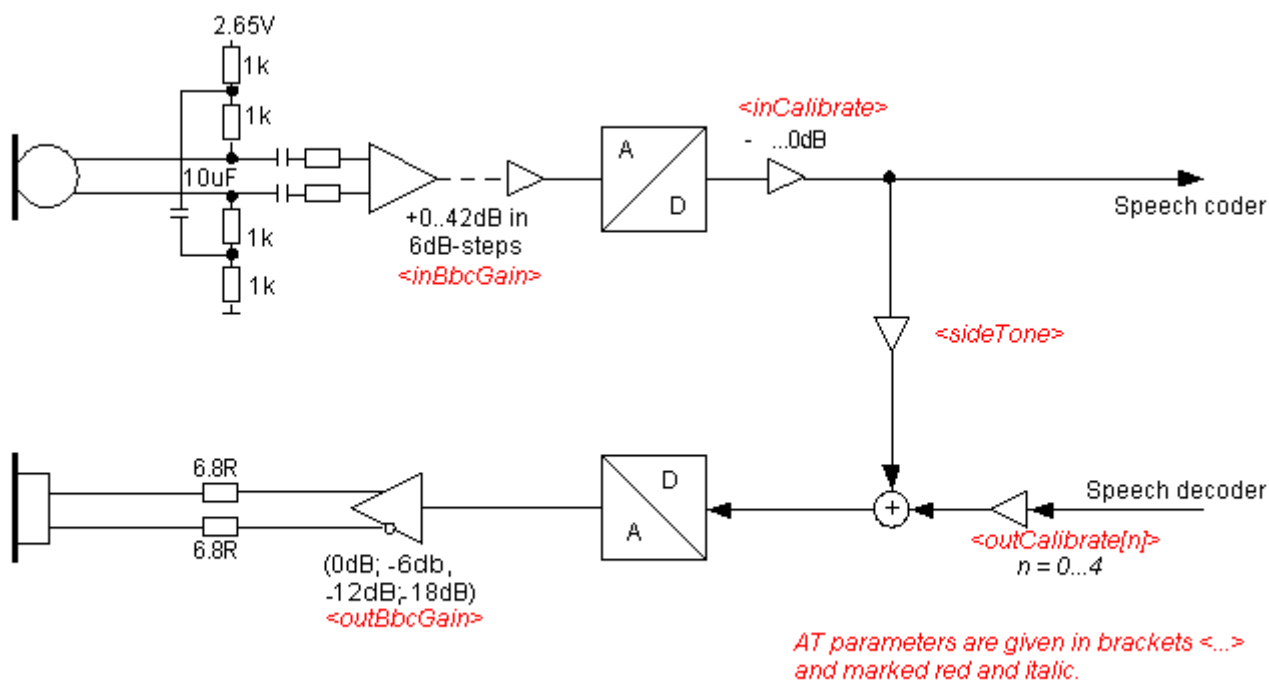 2.65V
1k
1k
10uF
1k
1k
+0..42dB in
6dB-steps
<inBbcGain>
A
D
<inCalibrate>
- ...0dB
Speech coder
<sideTone>
6.8R
6.8R
(0dB; -6db,
-12dB;-18dB)
<outBbcGain>
D
A
+
Speech decoder
<outCalibrate[n]>
n = 0...4
AT parameters are given in brackets <...>
and marked red and italic.